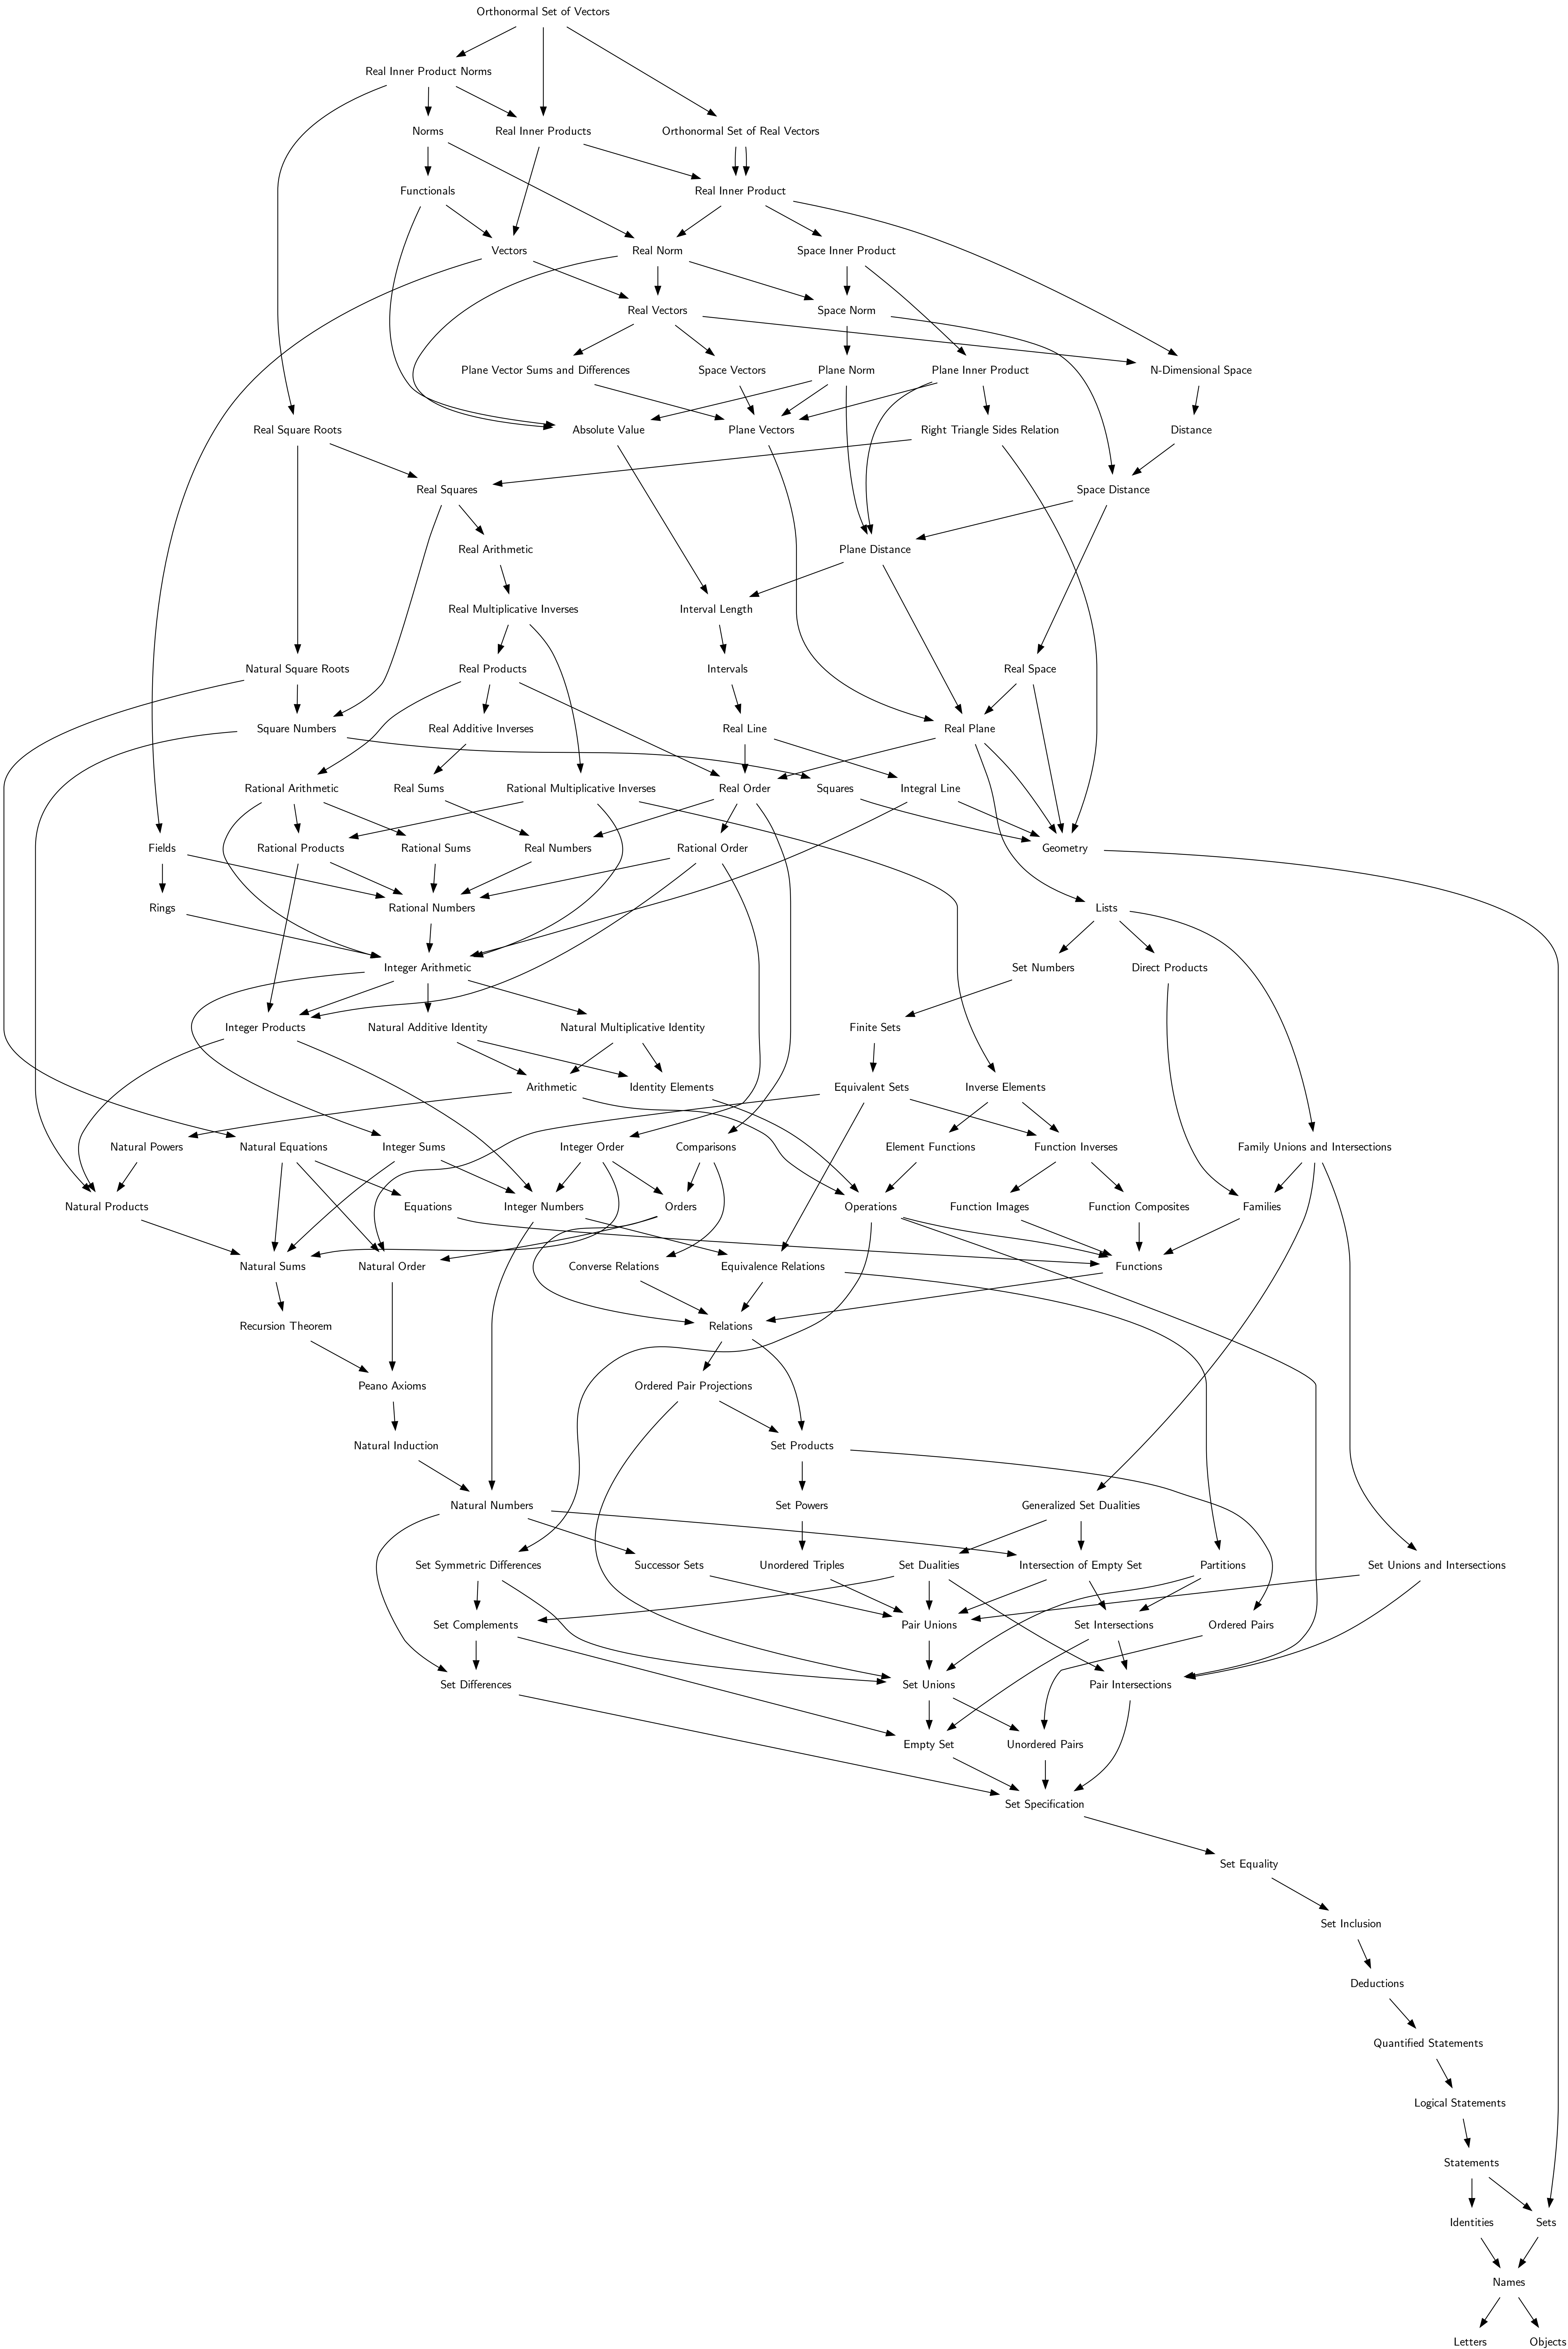 Orthonormal Set of Vectors
Real Inner Product Norms
Norms
Real Inner Products
Orthonormal Set of Real Vectors
Functionals
Real Inner Product
Vectors
Real Norm
Space Inner Product
Real Vectors
Space Norm
Plane Vector Sums and Differences
Space Vectors
Plane Norm
Plane Inner Product
N-Dimensional Space
Real Square Roots
Absolute Value
Plane Vectors
Right Triangle Sides Relation
Distance
Real Squares
Space Distance
Real Arithmetic
Plane Distance
Real Multiplicative Inverses
Interval Length
Natural Square Roots
Real Products
Intervals
Real Space
Square Numbers
Real Additive Inverses
Real Line
Real Plane
Rational Arithmetic
Real Sums
Rational Multiplicative Inverses
Real Order
Squares
Integral Line
Fields
Rational Products
Rational Sums
Real Numbers
Rational Order
Geometry
Rings
Rational Numbers
Lists
Integer Arithmetic
Set Numbers
Direct Products
Integer Products
Natural Additive Identity
Natural Multiplicative Identity
Finite Sets
Arithmetic
Identity Elements
Equivalent Sets
Inverse Elements
Natural Powers
Natural Equations
Integer Sums
Integer Order
Comparisons
Element Functions
Function Inverses
Family Unions and Intersections
Natural Products
Equations
Integer Numbers
Orders
Operations
Function Images
Function Composites
Families
Natural Sums
Natural Order
Converse Relations
Equivalence Relations
Functions
Recursion Theorem
Relations
Peano Axioms
Ordered Pair Projections
Natural Induction
Set Products
Natural Numbers
Set Powers
Generalized Set Dualities
Set Symmetric Differences
Successor Sets
Unordered Triples
Set Dualities
Intersection of Empty Set
Partitions
Set Unions and Intersections
Set Complements
Pair Unions
Set Intersections
Ordered Pairs
Set Differences
Set Unions
Pair Intersections
Empty Set
Unordered Pairs
Set Specification
Set Equality
Set Inclusion
Deductions
Quantified Statements
Logical Statements
Statements
Identities
Sets
Names
Letters
Objects